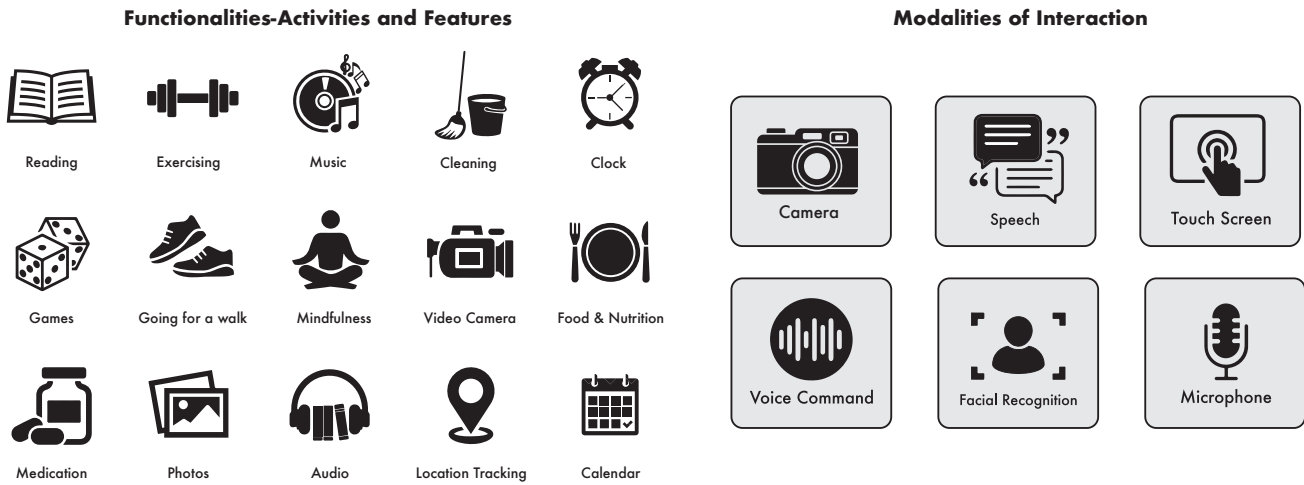 Functionalities-Activities and Features
Reading
Exercising
Music
Cleaning
Clock
Games
Going for a walk
Mindfulness
Video Camera
Food & Nutrition
Medication
Photos
Audio
Location Tracking
Calendar
Modalities of Interaction
Camera
Speech
Touch Screen
Voice Command
Facial Recognition
Microphone